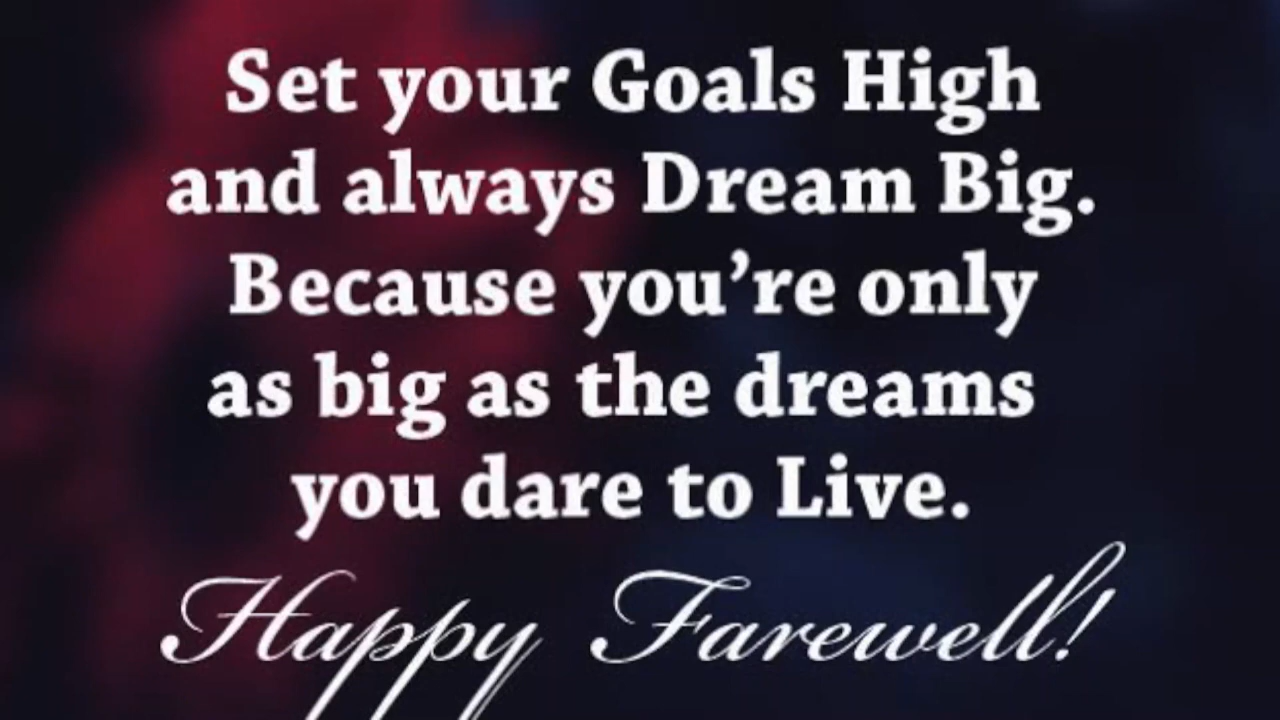 Set your Goals High
and always Dream Big.
Because you’re only
as big as the dreams
you dare to Live.
Happy Farewell!